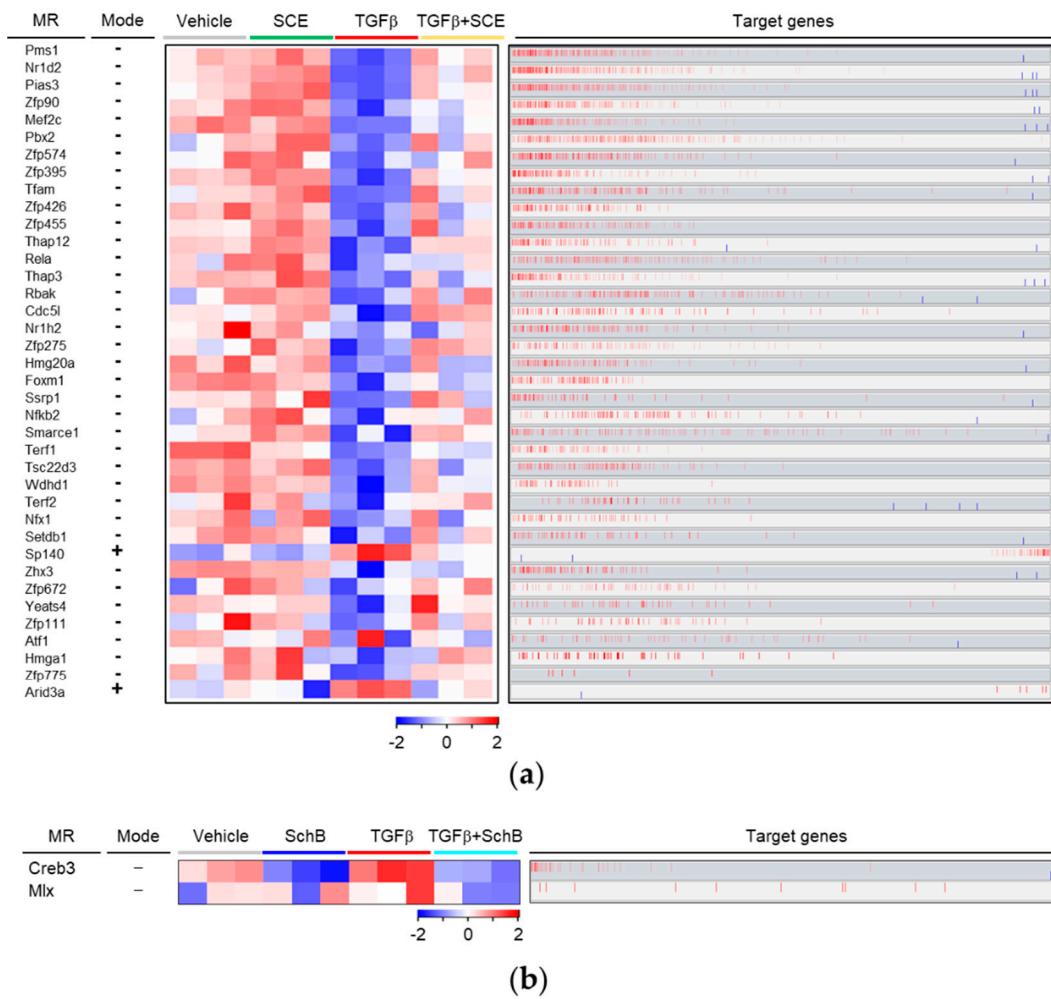 MR Mode Vehicle SCE TGFβ TGFβ+SCE Target genes
Pms1 -
Nr1d2 -
Pias3 -
Zfp90 -
Mef2c -
Pbx2 -
Zfp574 -
Zfp395 -
Tfam -
Zfp426 -
Zfp455 -
Thap12 -
Rela -
Thap3 -
Rbak -
Cdc5l -
Nr1h2 -
Zfp275 -
Hmg20a -
Foxm1 -
Ssrp1 -
Nfkb2 -
Smarce1 -
Terf1 -
Tsc22d3 -
Wdhd1 -
Terf2 -
Nfx1 -
Setdb1 -
Sp140 +
Zhx3 -
Zfp672 -
Yeats4 -
Zfp111 -
Atf1 -
Hmga1 -
Zfp775 -
Arid3a +
-2 0 2
(a)
MR Mode Vehicle SchB TGFβ TGFβ+SchB Target genes
Creb3 –
Mlx –
-2 0 2
(b)